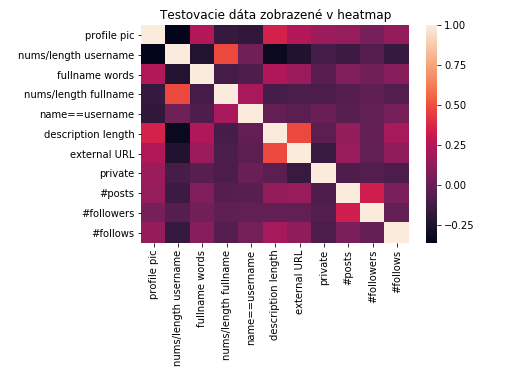 Testovacie dáta zobrazené v heatmap
profile pic
nums/length username
fullname words
nums/length fullname
name==username
description length
external URL
private
#posts
#followers
#follows
profile pic
nums/length username
fullname words
nums/length fullname
name==username
description length
external URL
private
#posts
#followers
#follows
1.00
0.75
0.50
0.25
0.00
−0.25